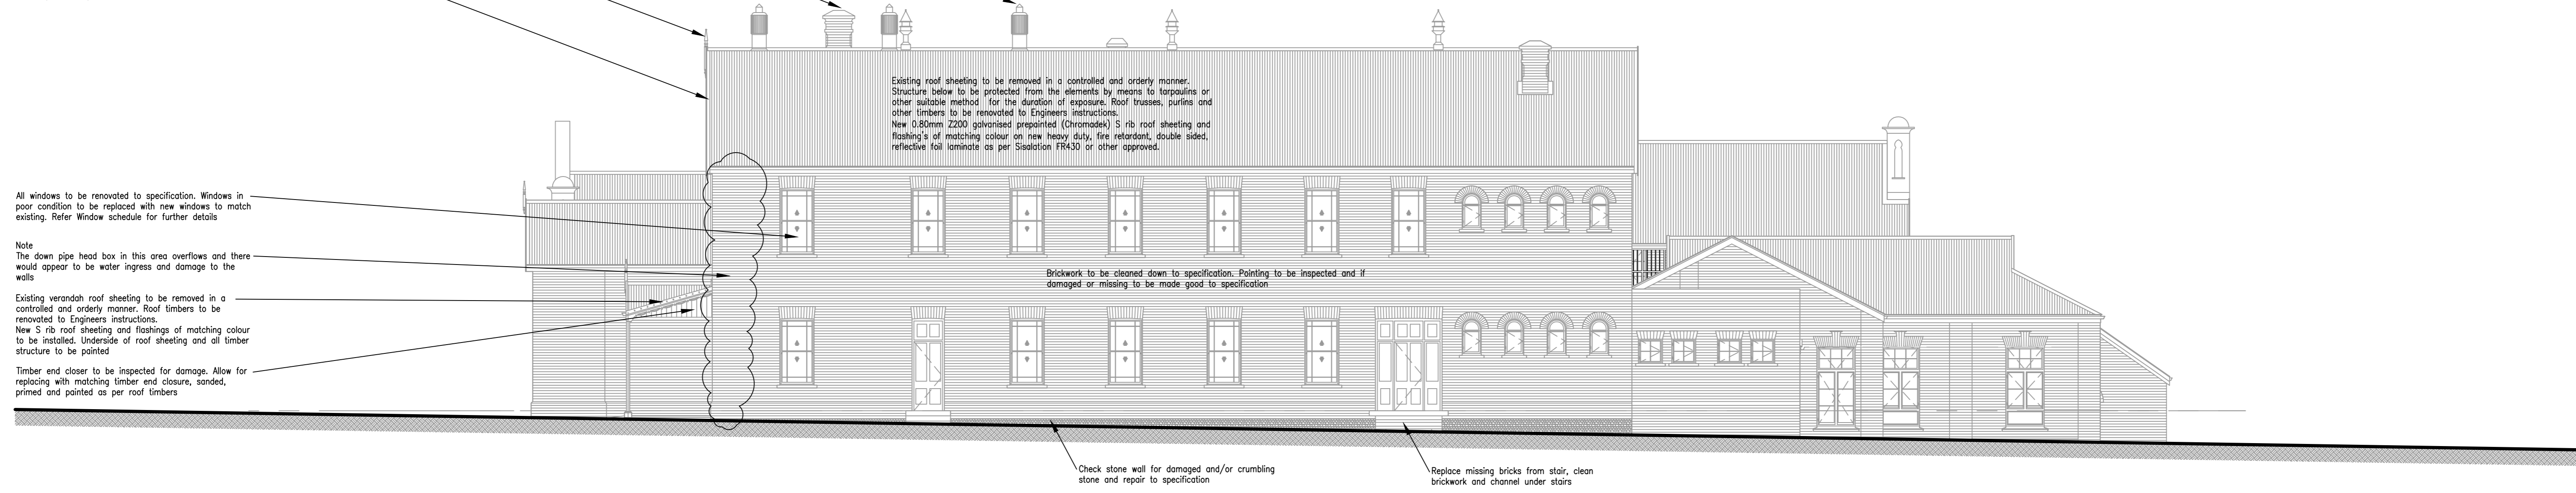 Existing roof sheeting to be removed in a controlled and orderly manner.
Structure below to be protected from the elements by means to tarpaulins or
other suitable method for the duration of exposure. Roof trusses, purlins and
other timbers to be renovated to Engineers instructions.
New 0.80mm Z200 galvanised prepainted (Chromadek) S rib roof sheeting and
flashing's of matching colour on new heavy duty, fire retardant, double sided,
reflective foil laminate as per Sisalation FR430 or other approved.
All windows to be renovated to specification. Windows in
poor condition to be replaced with new windows to match
existing. Refer Window schedule for further details
Note
The down pipe head box in this area overflows and there
would appear to be water ingress and damage to the
walls
Existing verandah roof sheeting to be removed in a
controlled and orderly manner. Roof timbers to be
renovated to Engineers instructions.
New S rib roof sheeting and flashings of matching colour
to be installed. Underside of roof sheeting and all timber
structure to be painted
Timber end closer to be inspected for damage. Allow for
replacing with matching timber end closure, sanded,
primed and painted as per roof timbers
Brickwork to be cleaned down to specification. Pointing to be inspected and if
damaged or missing to be made good to specification
Check stone wall for damaged and/or crumbling
stone and repair to specification
Replace missing bricks from stair, clean
brickwork and channel under stairs